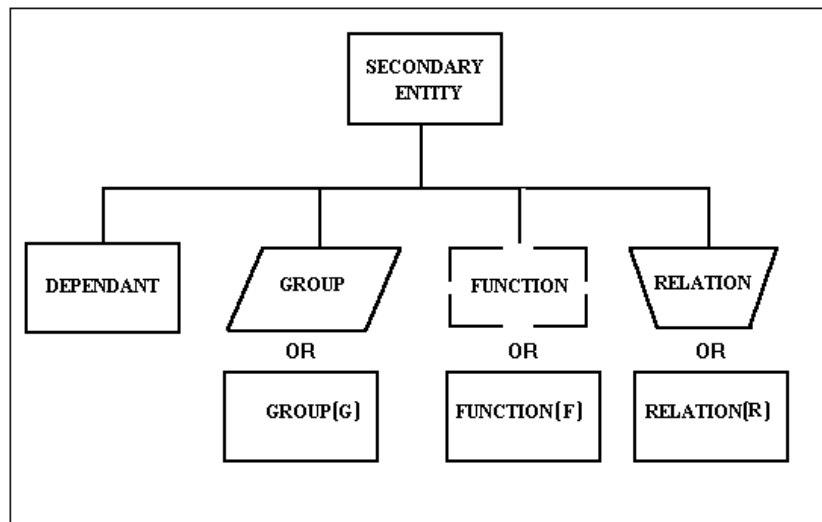 SECONDARY
ENTITY
DEPENDANT
GROUP
FUNCTION
RELATION
OR
OR
OR
GROUP(G)
FUNCTION(F)
RELATION(R)